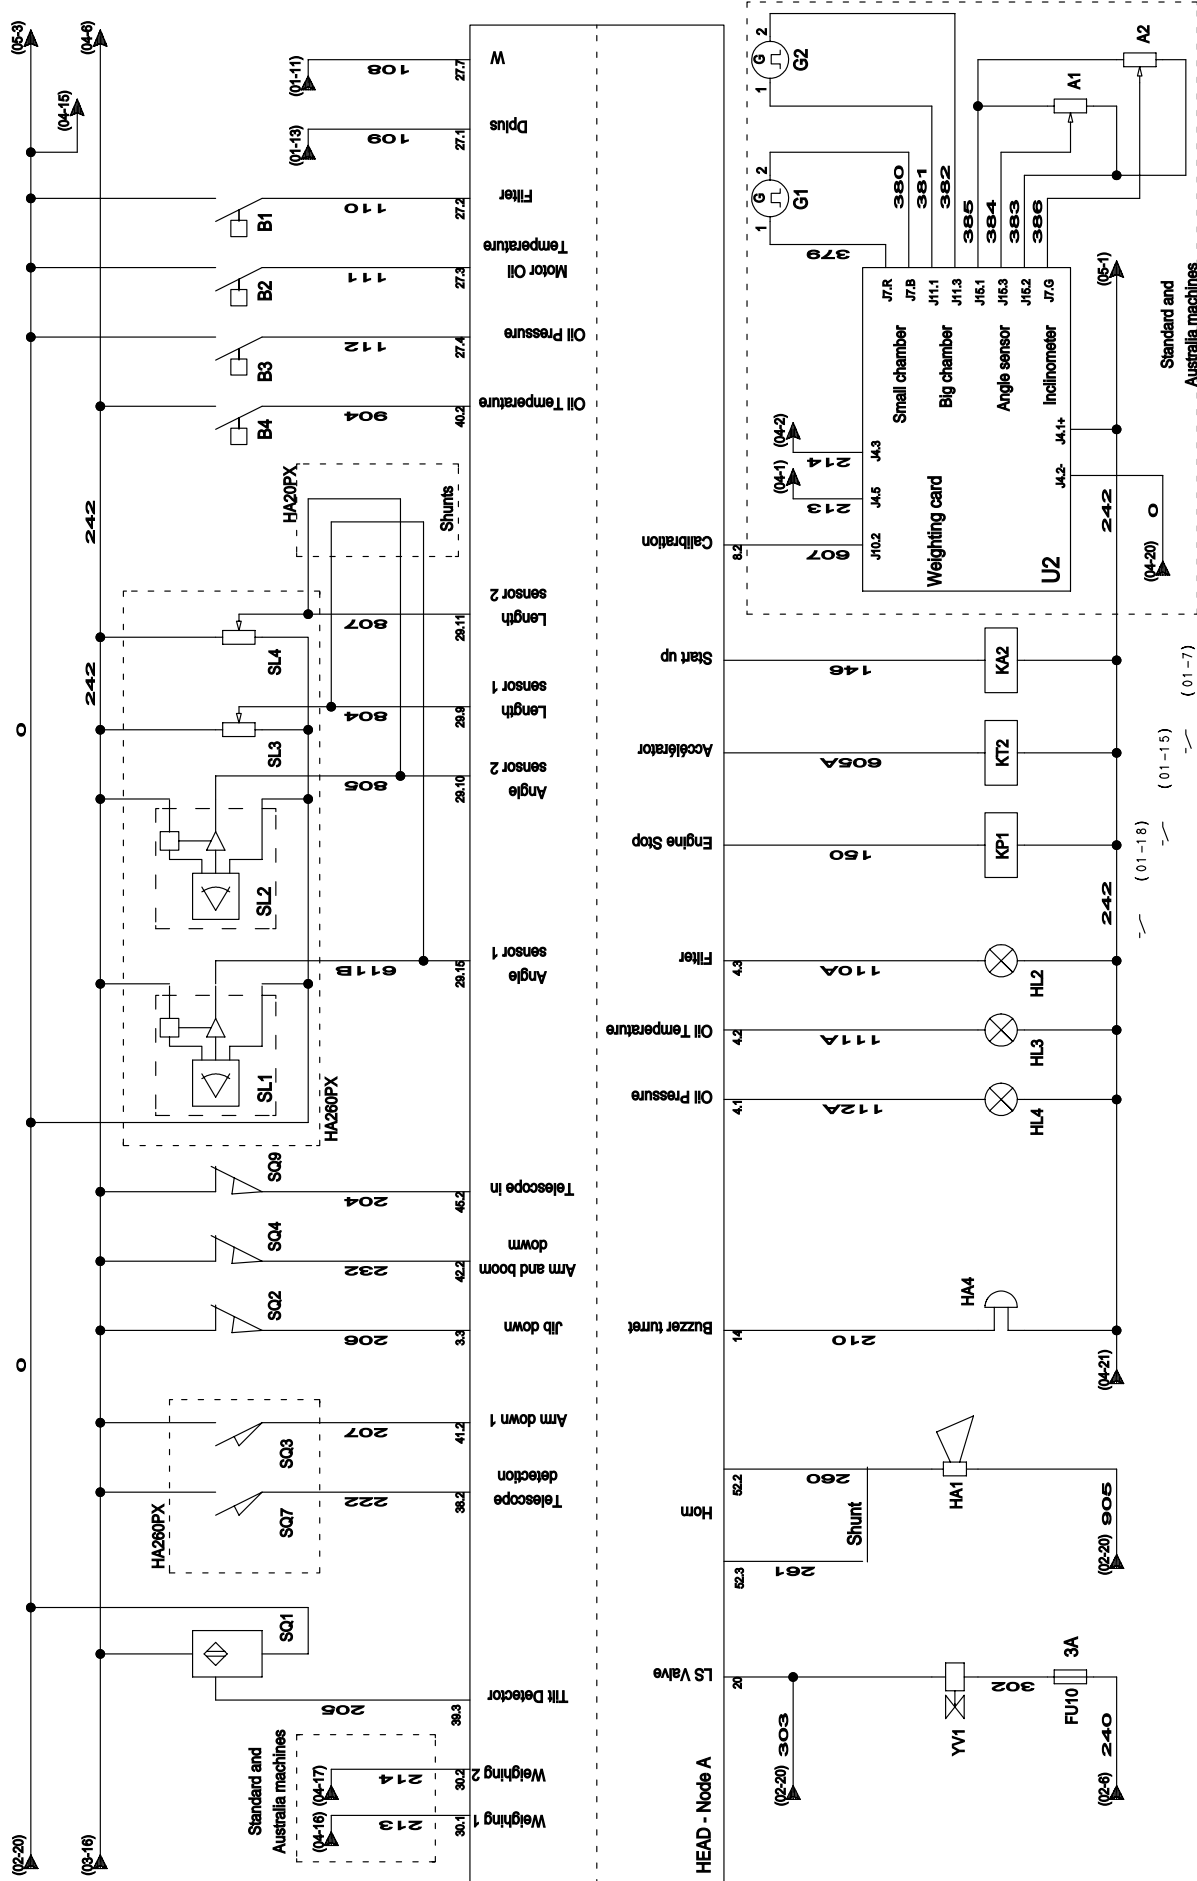 (05-3)
(04-6)
(04-15)
(01-11)
108
27.7
W
(01-13)
109
27.1
Dplus
B1
110
27.2
Filter
B2
111
27.3
Motor Oil
Temperature
B3
112
27.4
Oil Pressure
B4
904
40.2
Oil Temperature
242
HA20PX
Shunts
SL4
807
29.11
Length
sensor 2
242
SL3
804
29.9
Length
sensor 1
0
SL2
805
29.10
Angle
sensor 2
SL1
611B
29.15
Angle
sensor 1
HA260PX
SQ9
204
45.2
Telescope in
SQ4
232
42.2
Arm and boom
dowm
SQ2
206
3.3
Jib down
0
HA260PX
SQ3
207
41.2
Arm down 1
SQ7
222
38.2
Telescope
detection
SQ1
205
39.3
Tilt Detector
Standard and
Australia machines
(04-17)
214
30.2
Weighing 2
(04-16)
213
30.1
Weighing 1
(02-20)
(03-16)
HEAD - Node A
G2
G
1
2
G1
G
1
2
A1
A2
379
380
381
382
385
384
383
386
J7.R
J7.B
J11.1
J11.3
J15.1
J15.3
J15.2
J7.G
Small chamber
Big chamber
Angle sensor
Inclinometer
Weighting card
U2
(04-2)
214
J4.3
(04-1)
213
J4.5
Calibration
8.2
607
J10.2
J4.1+
J4.2-
(05-1)
242
0
(04-20)
Standard and
Australia machines
Start up
146
KA2
(01-7)
Accélérator
605A
KT2
(01-15)
Engine Stop
150
KP1
(01-18)
242
Filter
4.3
110A
HL2
Oil Temperature
4.2
111A
HL3
Oil Pressure
4.1
112A
HL4
Buzzer turret
14
210
HA4
(04-21)
Horn
52.2
260
HA1
905
(02-20)
52.3
261
Shunt
LS Valve
20
303
(02-20)
YV1
302
FU10
3A
240
(02-6)